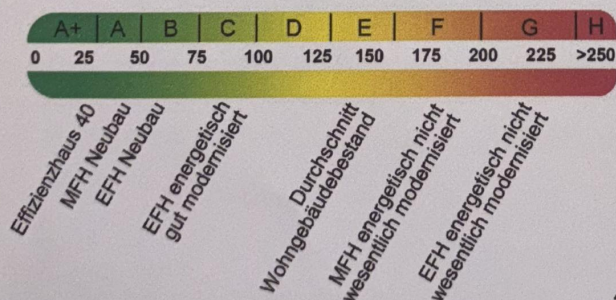 A+ A B C D E F G H
0 25 50 75 100 125 150 175 200 225 >250
Effizienzhaus 40
MFH Neubau
EFH Neubau
EFH energetisch
gut modernisiert
Durchschnitt
Wohngebäudebestand
MFH energetisch nicht
wesentlich modernisiert
EFH energetisch nicht
wesentlich modernisiert